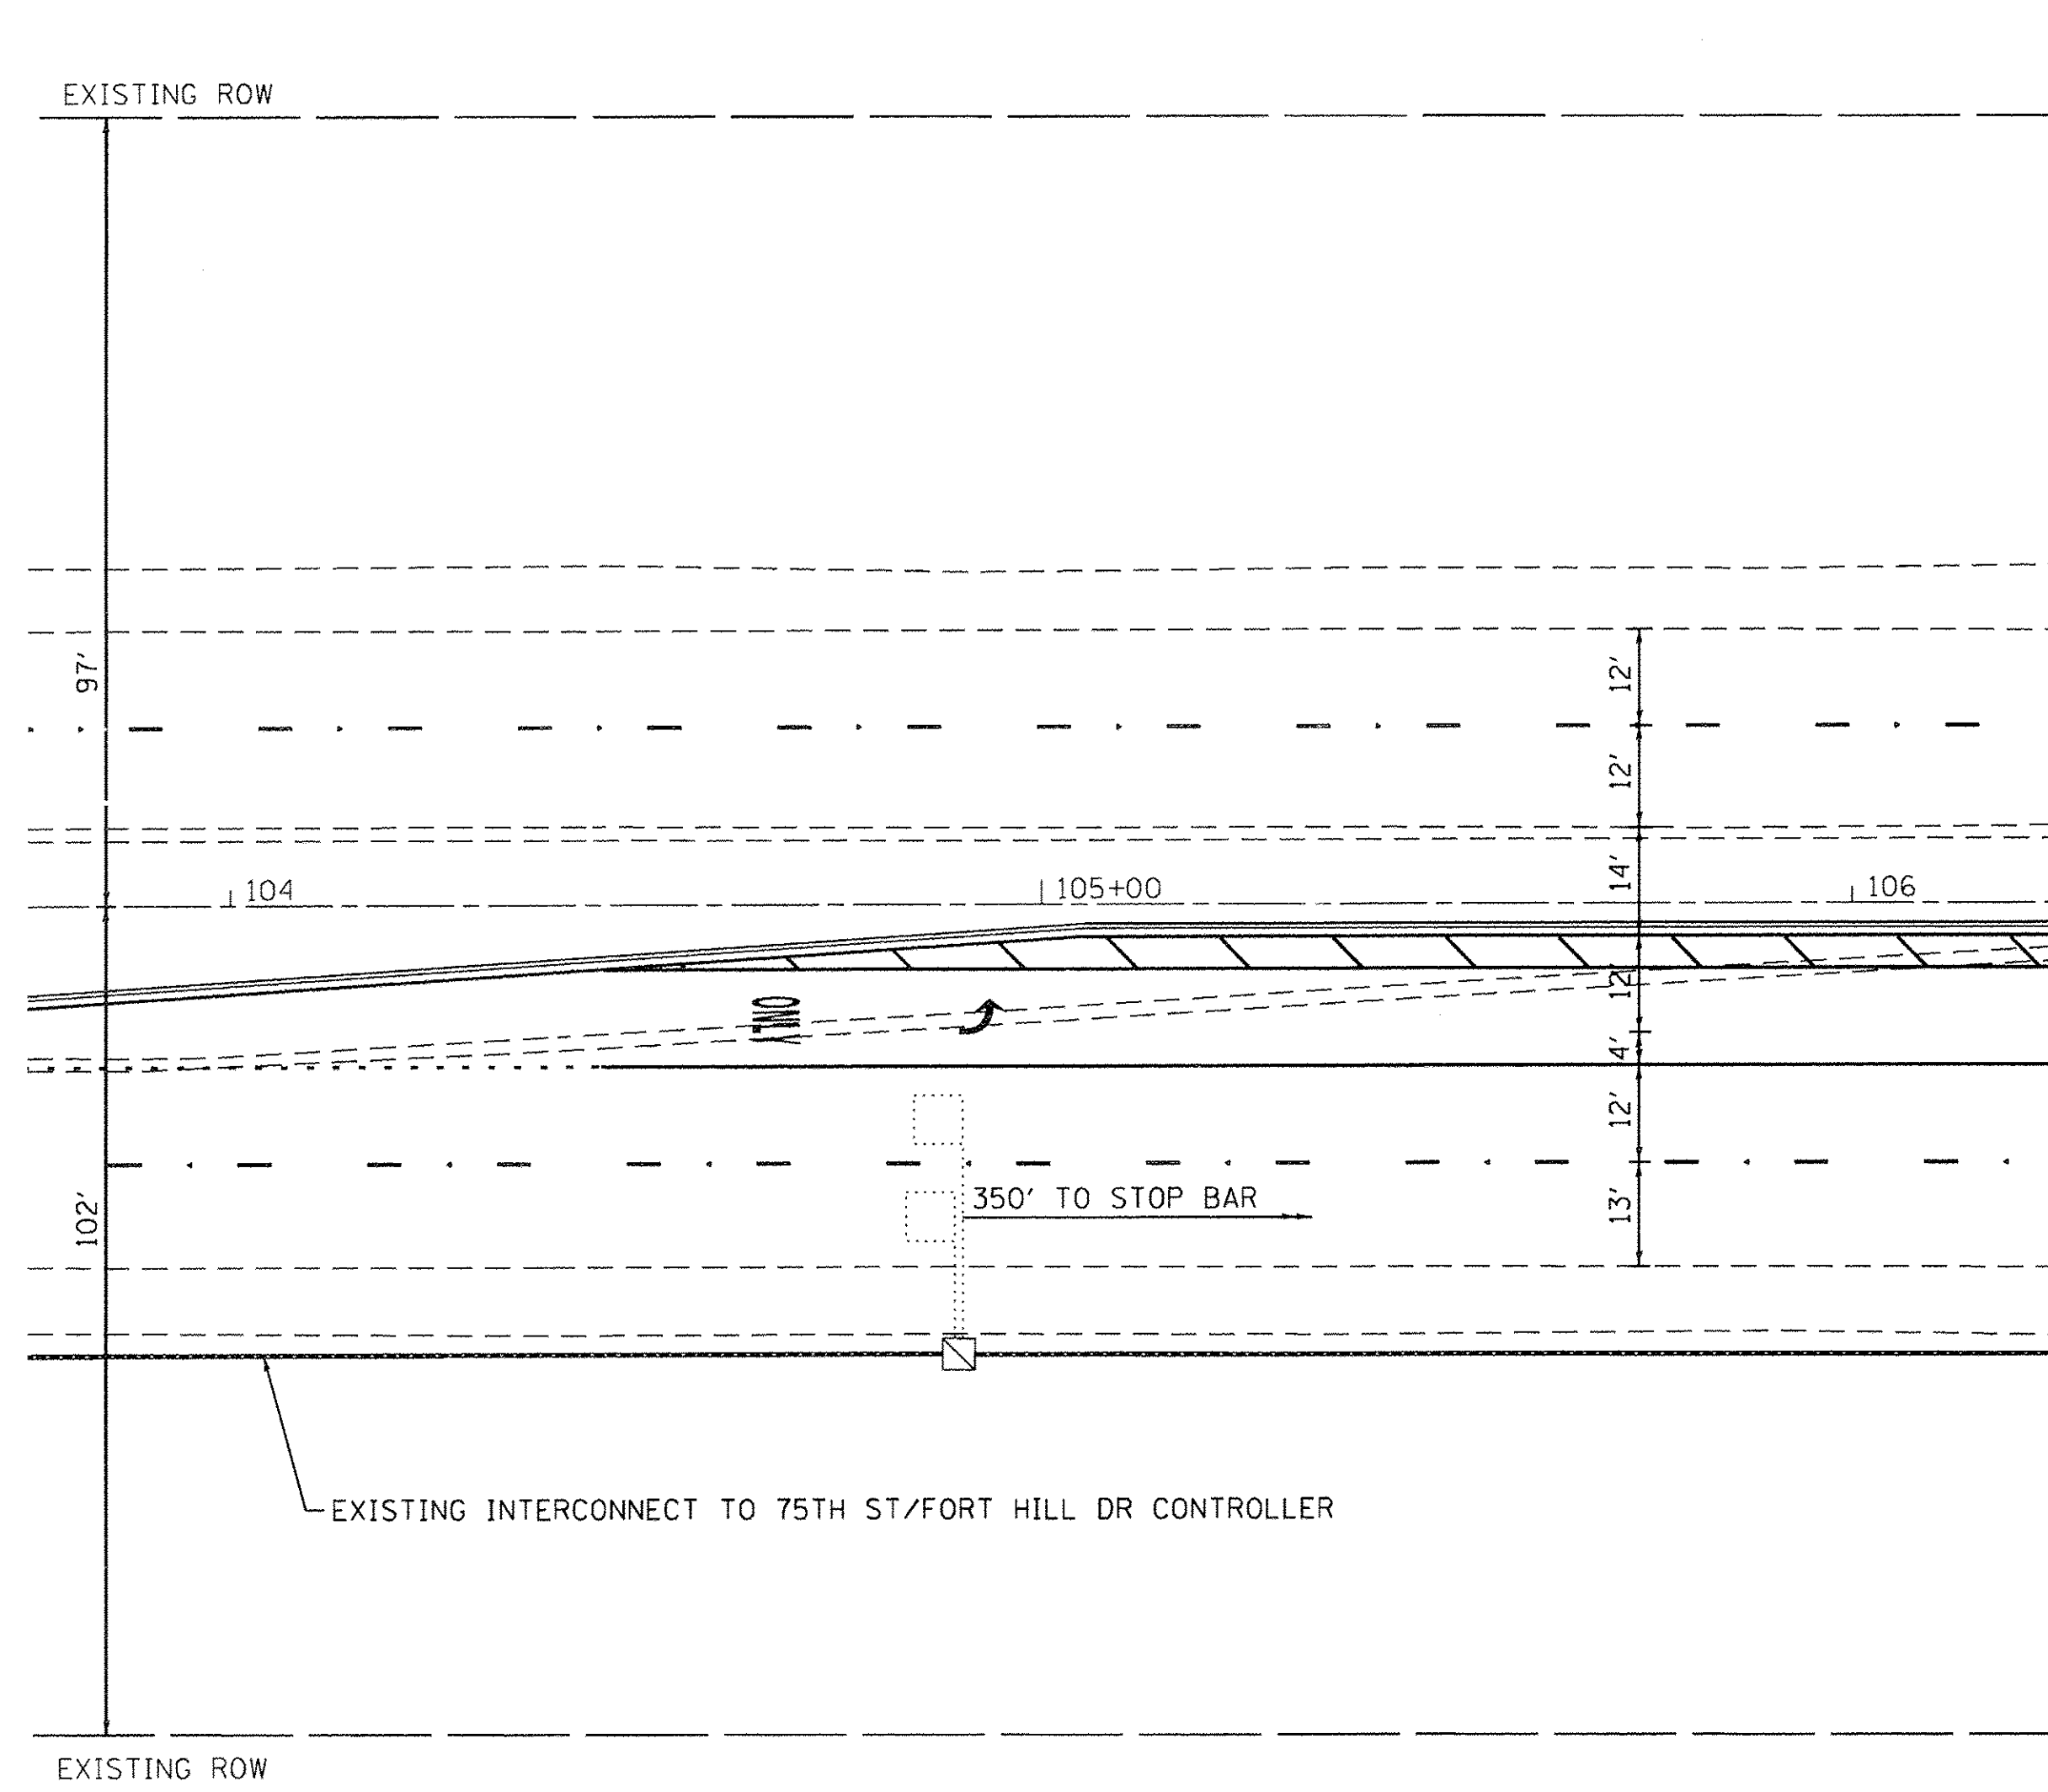 EXISTING ROW
97'
12'
12'
104
105+00
106
14'
ONLY
12'
4'
12'
350' TO STOP BAR
13'
102'
EXISTING INTERCONNECT TO 75TH ST/FORT HILL DR CONTROLLER
EXISTING ROW